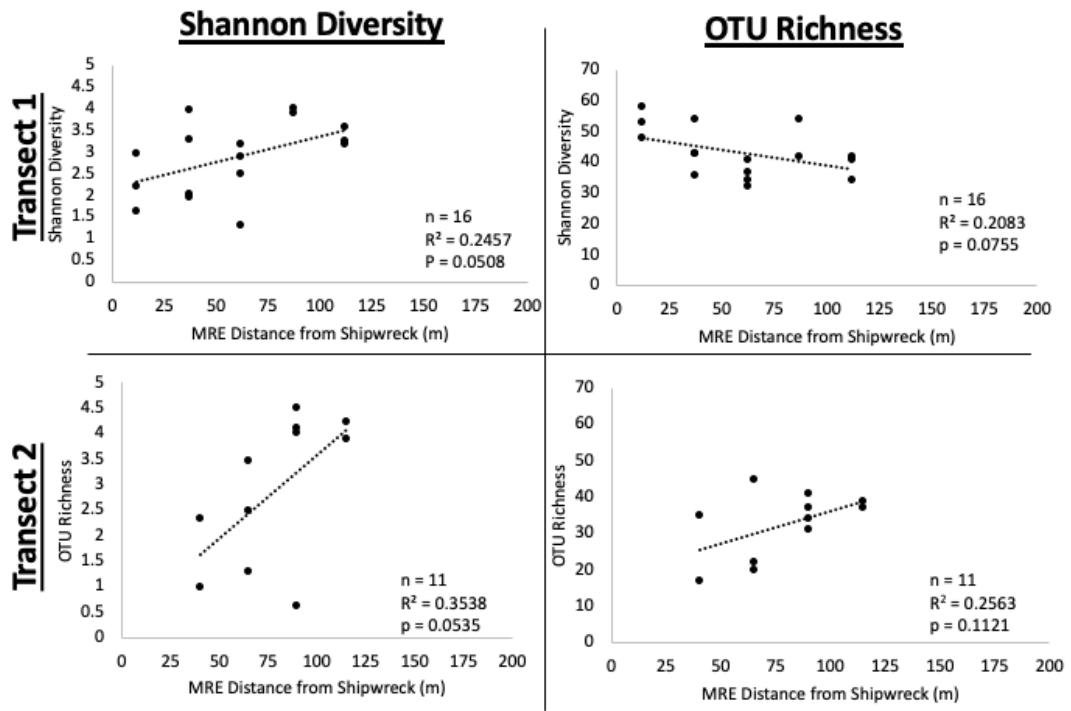 Shannon Diversity
OTU Richness
Transect 1
Shannon Diversity
5
4.5
4
3.5
3
2.5
2
1.5
1
0.5
0
0 25 50 75 100 125 150 175 200
MRE Distance from Shipwreck (m)
n = 16
R² = 0.2457
P = 0.0508
Shannon Diversity
70
60
50
40
30
20
10
0
0 25 50 75 100 125 150 175 200
MRE Distance from Shipwreck (m)
n = 16
R² = 0.2083
p = 0.0755
Transect 2
OTU Richness
5
4.5
4
3.5
3
2.5
2
1.5
1
0.5
0
0 25 50 75 100 125 150 175 200
MRE Distance from Shipwreck (m)
n = 11
R² = 0.3538
p = 0.0535
OTU Richness
70
60
50
40
30
20
10
0
0 25 50 75 100 125 150 175 200
MRE Distance from Shipwreck (m)
n = 11
R² = 0.2563
p = 0.1121